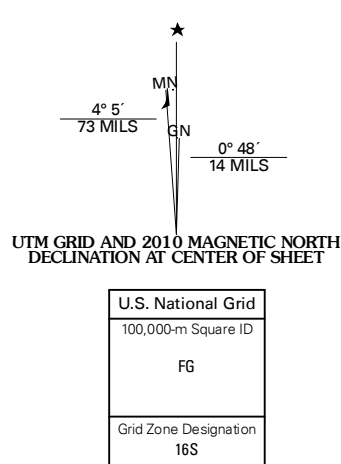 ★
MN
4° 5´
73 MILS
GN
0° 48´
14 MILS
UTM GRID AND 2010 MAGNETIC NORTH
DECLINATION AT CENTER OF SHEET
U.S. National Grid
100,000-m Square ID
FG
Grid Zone Designation
16S